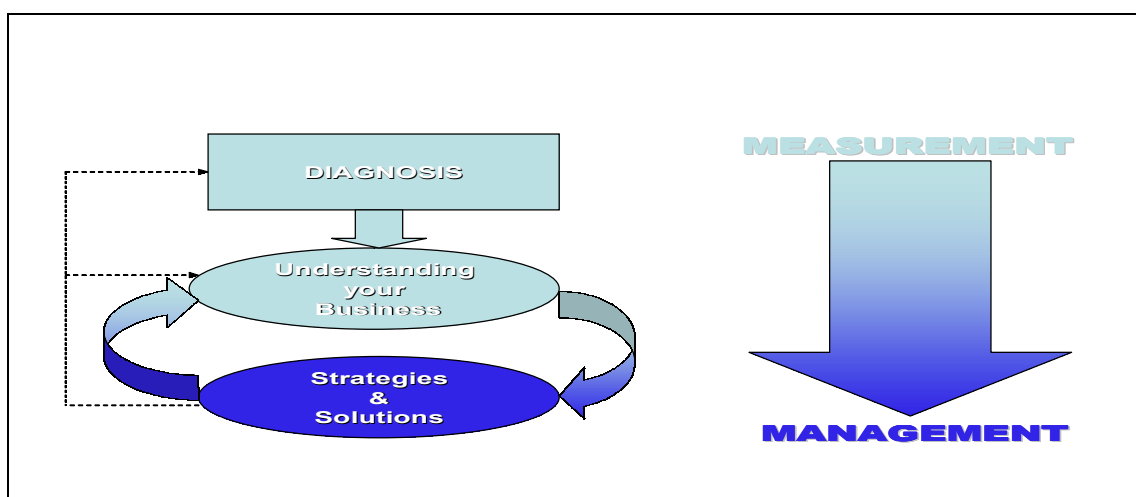 DIAGNOSIS
Understanding
your
Business
Strategies
&
Solutions
MEASUREMENT
MANAGEMENT